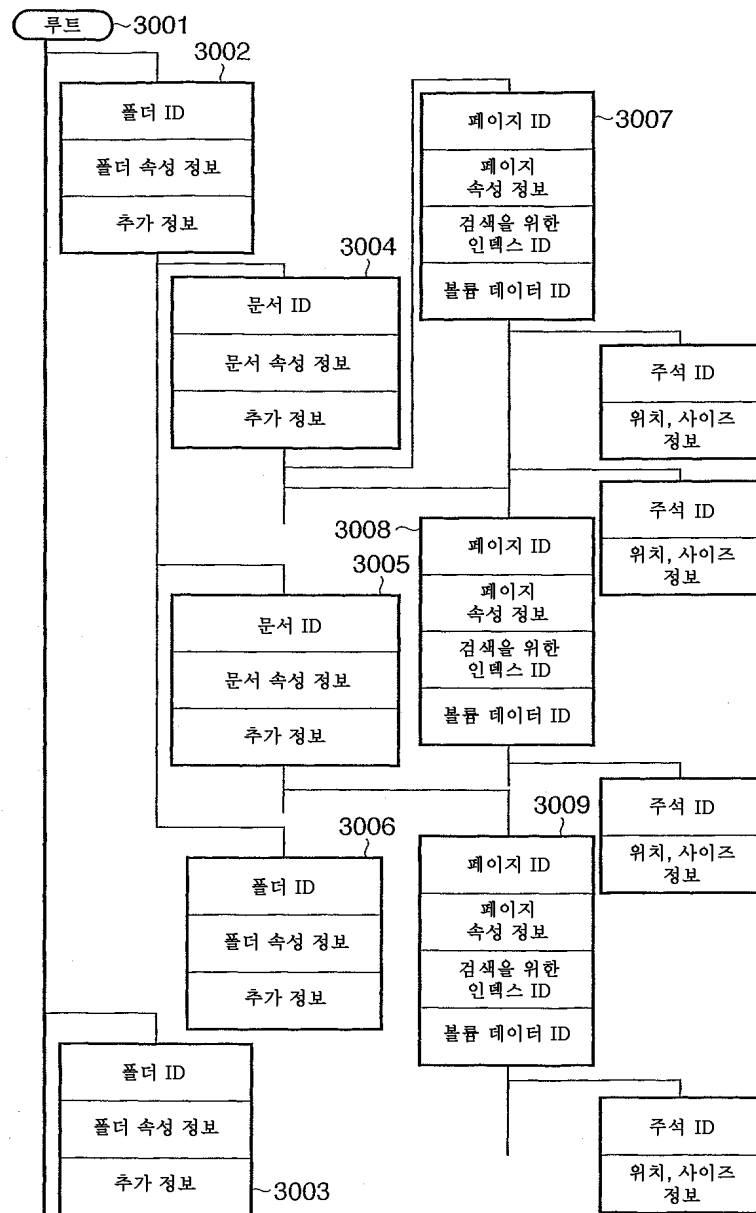 루트
3001
3002
폴더 ID
폴더 속성 정보
추가 정보
3004
문서 ID
문서 속성 정보
추가 정보
3007
페이지 ID
페이지
속성 정보
검색을 위한
인덱스 ID
볼륨 데이터 ID
주석 ID
위치, 사이즈
정보
주석 ID
위치, 사이즈
정보
3008
페이지 ID
페이지
속성 정보
검색을 위한
인덱스 ID
볼륨 데이터 ID
3005
문서 ID
문서 속성 정보
추가 정보
주석 ID
위치, 사이즈
정보
3006
폴더 ID
폴더 속성 정보
추가 정보
3009
페이지 ID
페이지
속성 정보
검색을 위한
인덱스 ID
볼륨 데이터 ID
폴더 ID
폴더 속성 정보
추가 정보
3003
주석 ID
위치, 사이즈
정보